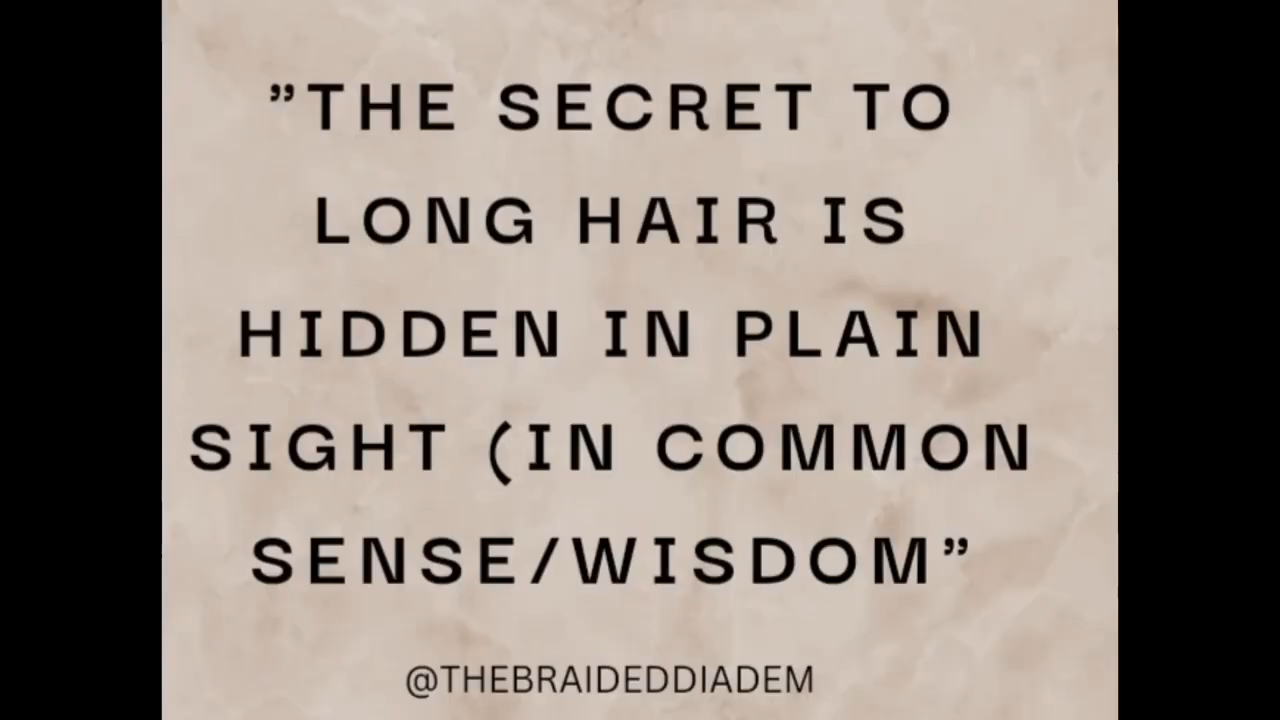 ”THE SECRET TO
LONG HAIR IS
HIDDEN IN PLAIN
SIGHT (IN COMMON
SENSE/WISDOM”
@THEBRAIDEDDIADEM